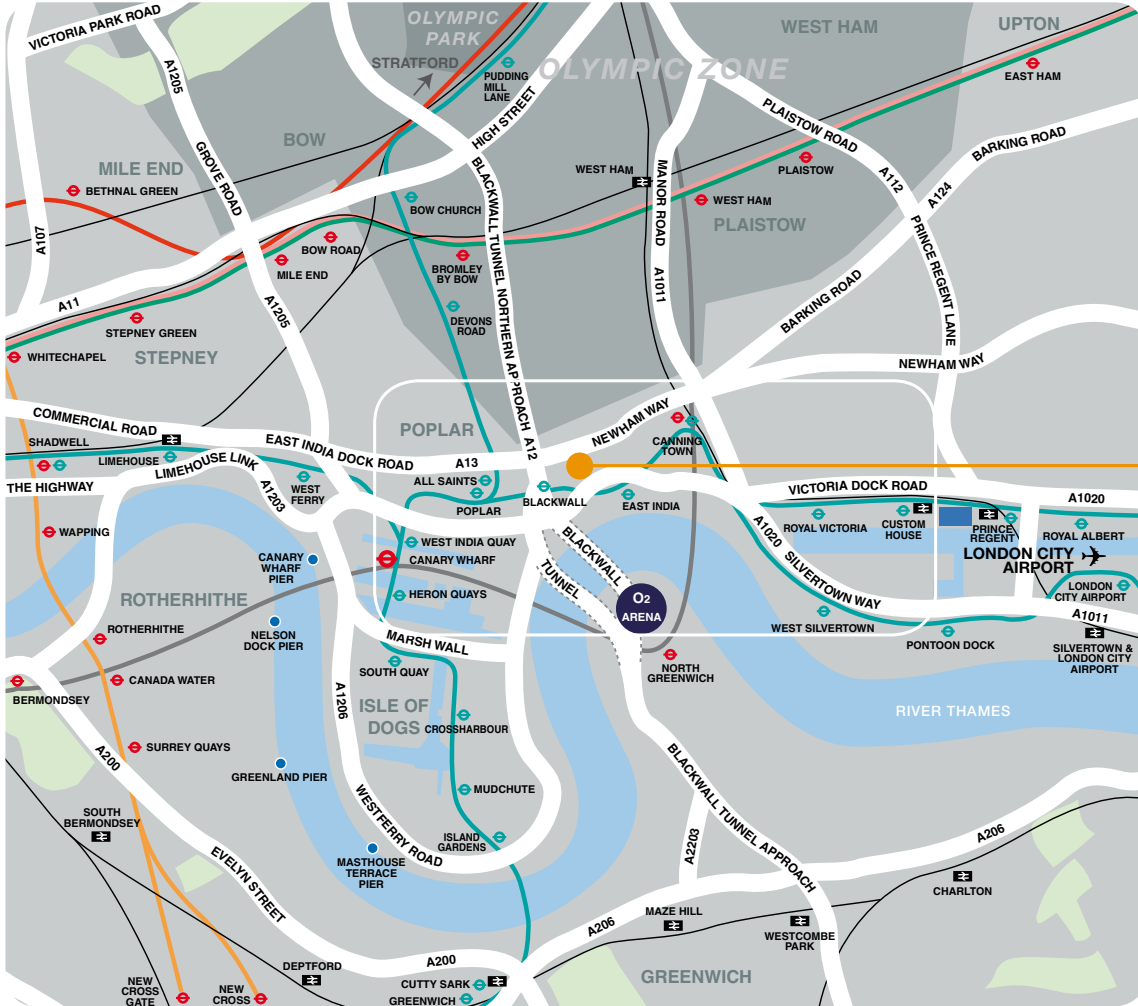 VICTORIA PARK ROAD
A1205
OLYMPIC
PARK
STRATFORD
PUDDING
MILL
LANE
OLYMPIC ZONE
WEST HAM
UPTON
EAST HAM
HIGH STREET
BOW
GROVE ROAD
MILE END
BETHNAL GREEN
A107
BLACKWALL TUNNEL NORTHERN APPROACH A12
WEST HAM
MANOR ROAD
A1011
PLAISTOW ROAD
PLAISTOW
A112
BARKING ROAD
A124
WEST HAM
PLAISTOW
PRINCE REGENT LANE
BOW CHURCH
BOW ROAD
MILE END
BROMLEY
BY BOW
A11
A1205
STEPNEY GREEN
STEPNEY
WHITECHAPEL
DEVONS
ROAD
BARKING ROAD
NEWHAM WAY
COMMERCIAL ROAD
SHADWELL
LIMEHOUSE
EAST INDIA DOCK ROAD
A13
POPLAR
NEWHAM WAY
CANNING
TOWN
THE HIGHWAY
LIMEHOUSE LINK
A1203
WEST
FERRY
ALL SAINTS
POPLAR
BLACKWALL
EAST INDIA
VICTORIA DOCK ROAD
A1020
ROYAL VICTORIA
CUSTOM
HOUSE
PRINCE
REGENT
ROYAL ALBERT
WAPPING
CANARY
WHARF
PIER
WEST INDIA QUAY
CANARY WHARF
HERON QUAYS
BLACKWALL
TUNNEL
O2
ARENA
A1020
SILVERTOWN WAY
LONDON CITY
AIRPORT
LONDON
CITY AIRPORT
A1011
ROTHERHITHE
ROTHERHITHE
NELSON
DOCK PIER
MARSH WALL
SOUTH QUAY
WEST SILVERTOWN
PONTOON DOCK
SILVERTOWN &
LONDON CITY
AIRPORT
NORTH
GREENWICH
BERMONDSEY
CANADA WATER
A1206
ISLE OF
DOGS
CROSSHARBOUR
RIVER THAMES
SURREY QUAYS
A200
GREENLAND PIER
MUDCHUTE
BLACKWALL TUNNEL APPROACH
SOUTH
BERMONDSEY
WESTFERRY ROAD
ISLAND
GARDENS
MASTHOUSE
TERRACE
PIER
A2203
A206
EVELYN STREET
CHARLTON
MAZE HILL
WESTCOMBE
PARK
A206
A200
DEPTFORD
GREENWICH
NEW
CROSS
GATE
NEW
CROSS
CUTTY SARK
GREENWICH